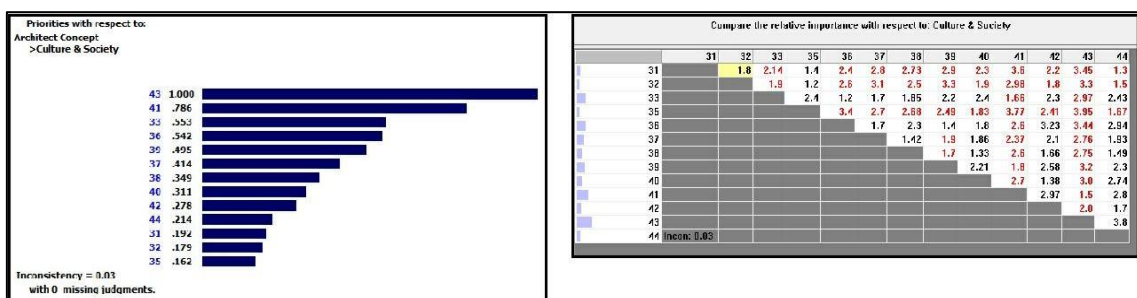 Priorities with respect to:
Architect Concept
>Culture & Society
43 1.000
41 .786
33 .553
36 .542
39 .495
37 .414
38 .349
40 .311
42 .278
44 .214
31 .192
32 .179
35 .162
Inconsistency = 0.03
with 0 missing judgments.
Compare the relative importance with respect to: Culture & Society
31 32 33 35 36 37 38 39 40 41 42 43 44
31 1.8 2.14 1.4 2.4 2.8 2.73 2.9 2.3 3.6 2.2 3.45 1.3
32 1.9 1.2 2.6 3.1 2.5 3.3 1.9 2.98 1.8 3.3 1.5
33 2.4 1.2 1.7 1.85 2.2 2.4 1.66 2.3 2.97 2.43
35 3.4 2.7 2.68 2.49 1.83 3.77 2.41 3.95 1.67
36 1.7 2.3 1.4 1.8 2.6 3.23 3.44 2.94
37 1.42 1.9 1.86 2.37 2.1 2.76 1.93
38 1.7 1.33 2.6 1.66 2.75 1.49
39 2.21 1.8 2.58 3.2 2.3
40 2.7 1.38 3.0 2.74
41 2.97 1.5 2.8
42 2.0 1.7
43 3.8
44 Incon: 0.03